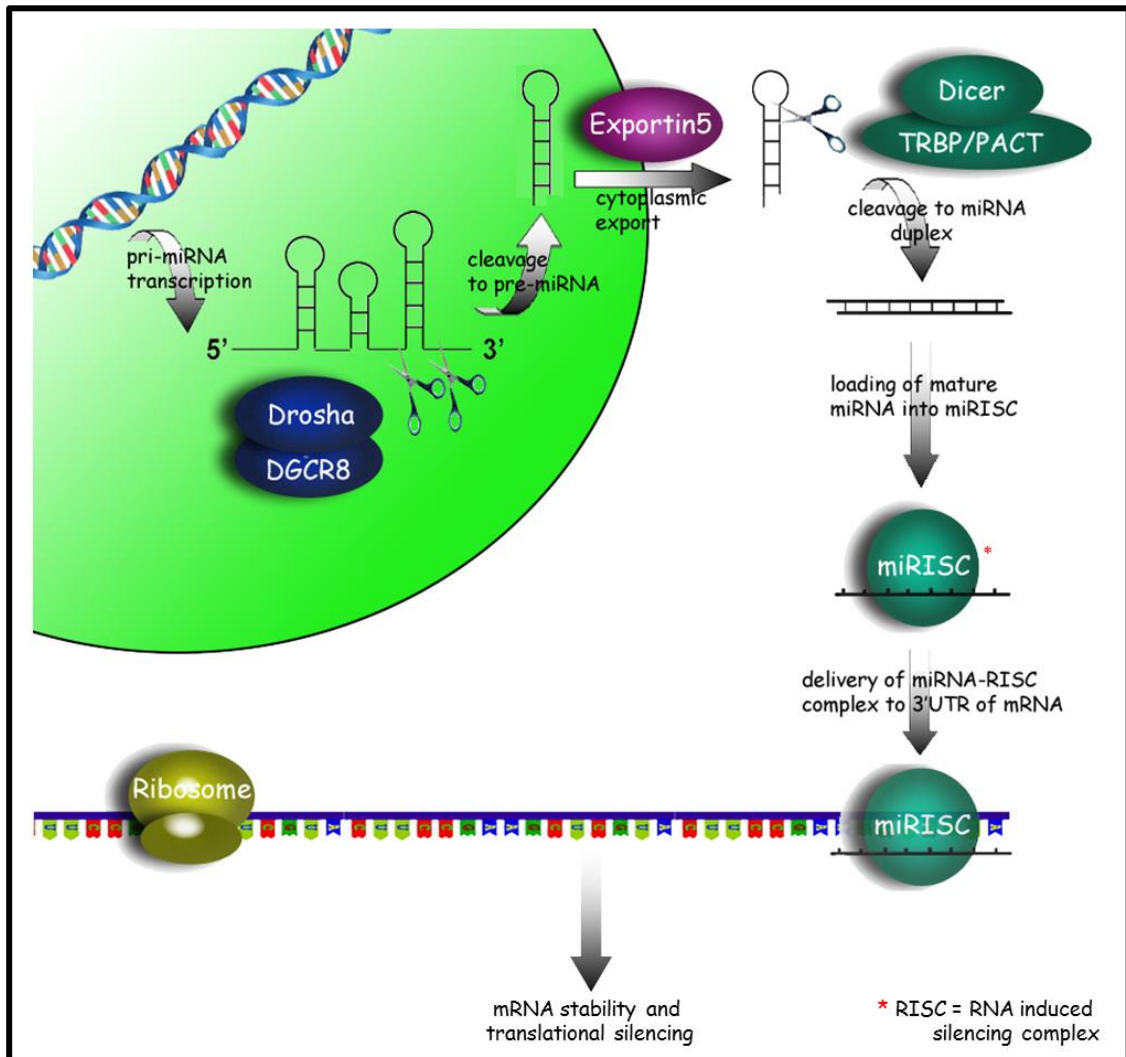 Exportin5
Dicer
TRBP/PACT
cytoplasmic
export
cleavage to miRNA
duplex
pri-miRNA
transcription
cleavage
to pre-miRNA
5’
3’
Drosha
DGCR8
loading of mature
miRNA into miRISC
miRISC *
delivery of miRNA-RISC
complex to 3'UTR of mRNA
Ribosome
miRISC
mRNA stability and
translational silencing
* RISC = RNA induced
silencing complex